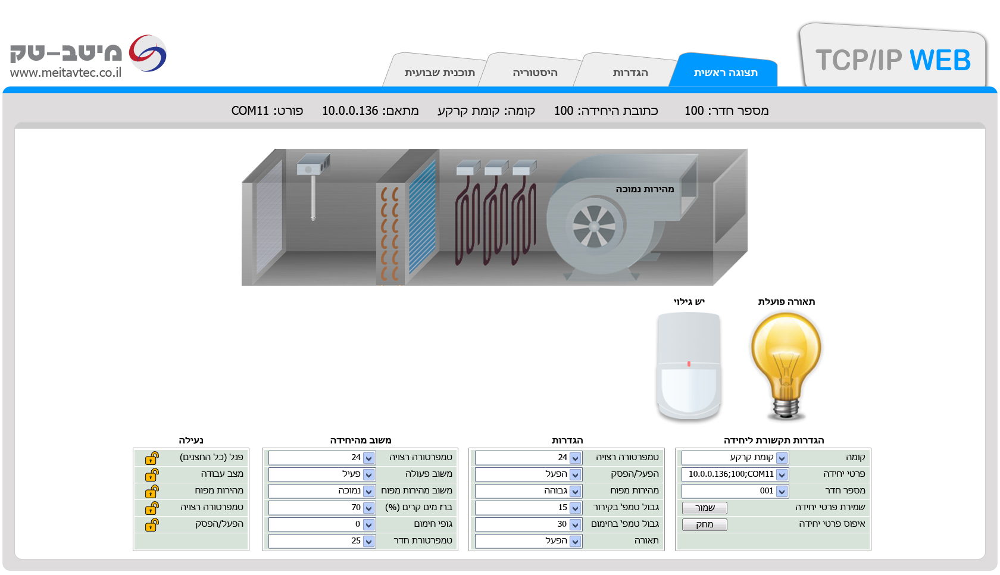 מיטב-טק
www.meitavtec.co.il
TCP/IP WEB
תצוגה ראשית
הגדרות
היסטוריה
תוכנית שבועית
מספר חדר: 100
כתובת היחידה: 100
קומה: קומת קרקע
מתאם: 10.0.0.136
פורט: COM11
מהירות נמוכה
תאורה פועלת
יש גילוי
הגדרות תקשורת ליחידה
קומה קומת קרקע
פרטי יחידה 10.0.0.136;100;COM11
מספר חדר 001
שמירת פרטי יחידה שמור
איפוס פרטי יחידה מחק
הגדרות
טמפרטורה רצויה 24
הפעל/הפסק הפעל
מהירות מפוח גבוהה
גבול טמפ' בקירור 15
גבול טמפ' בחימום 30
תאורה הפעל
משוב מהיחידה
טמפרטורה רצויה 24
משוב פעולה פעיל
משוב מהירות מפוח נמוכה
ברז מים קרים (%) 70
גופי חימום 0
טמפרטורת חדר 25
נעילה
פנל (כל החצנים)
מצב עבודה
מהירות מפוח
טמפרטורה רצויה
הפעל/הפסק